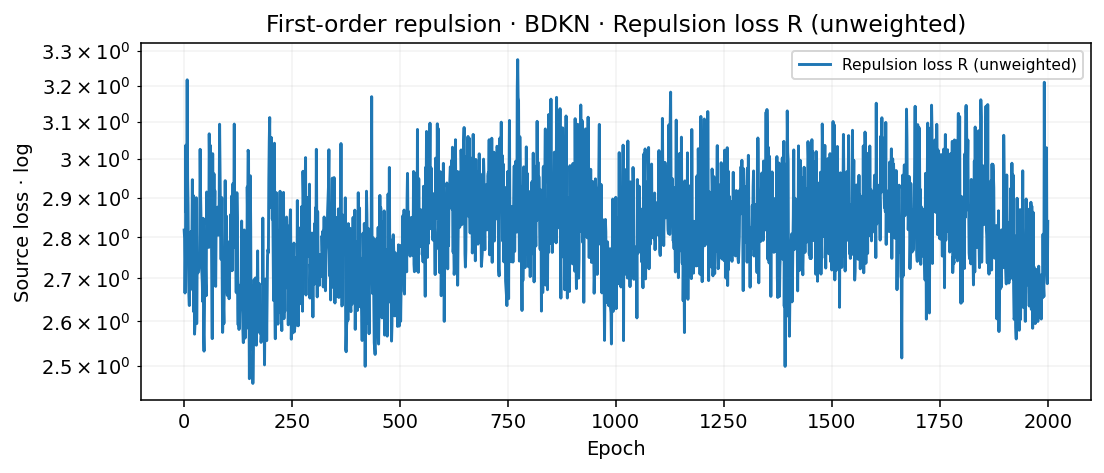 First-order repulsion · BDKN · Repulsion loss R (unweighted)
Repulsion loss R (unweighted)
Source loss · log
3.3 × 10⁰
3.2 × 10⁰
3.1 × 10⁰
3 × 10⁰
2.9 × 10⁰
2.8 × 10⁰
2.7 × 10⁰
2.6 × 10⁰
2.5 × 10⁰
0 250 500 750 1000 1250 1500 1750 2000
Epoch